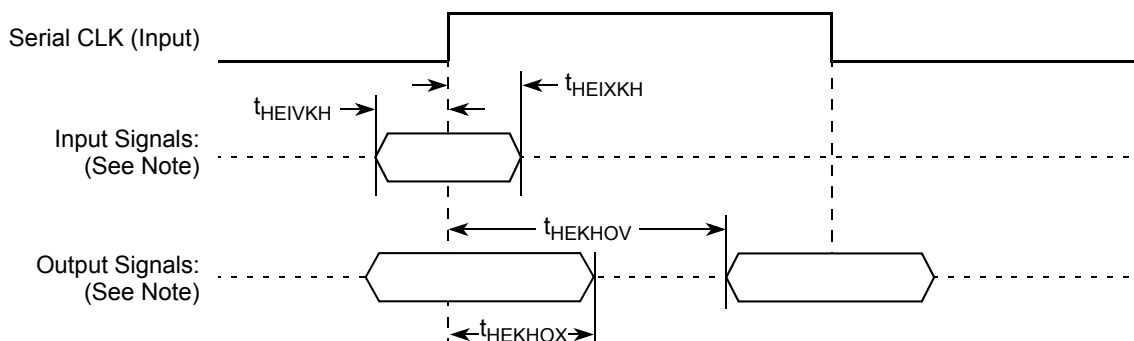 Serial CLK (Input)
tHEIXKH
tHEIVKH
Input Signals:
(See Note)
tHEKHOV
Output Signals:
(See Note)
tHEKHOX